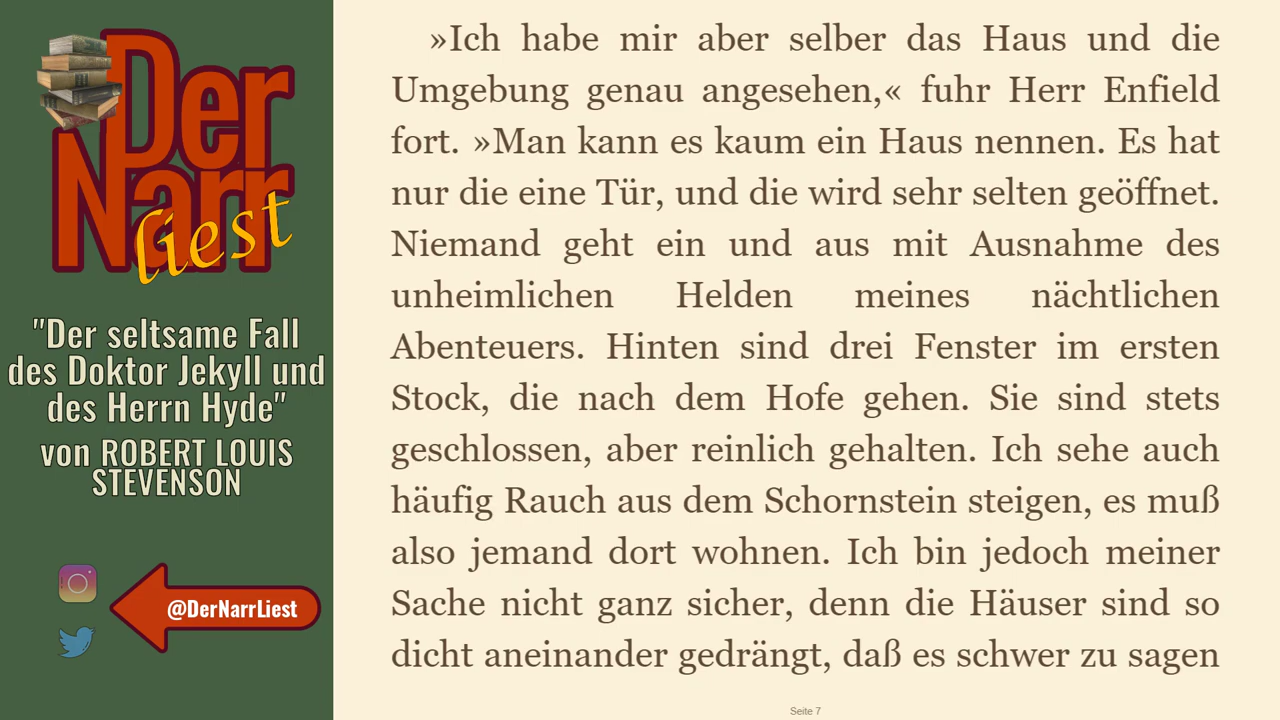 Der
Narr
liest
"Der seltsame Fall
des Doktor Jekyll und
des Herrn Hyde"
von ROBERT LOUIS
STEVENSON
@DerNarrLiest
»Ich habe mir aber selber das Haus und die
Umgebung genau angesehen,« fuhr Herr Enfield
fort. »Man kann es kaum ein Haus nennen. Es hat
nur die eine Tür, und die wird sehr selten geöffnet.
Niemand geht ein und aus mit Ausnahme des
unheimlichen Helden meines nächtlichen
Abenteuers. Hinten sind drei Fenster im ersten
Stock, die nach dem Hofe gehen. Sie sind stets
geschlossen, aber reinlich gehalten. Ich sehe auch
häufig Rauch aus dem Schornstein steigen, es muß
also jemand dort wohnen. Ich bin jedoch meiner
Sache nicht ganz sicher, denn die Häuser sind so
dicht aneinander gedrängt, daß es schwer zu sagen
Seite 7